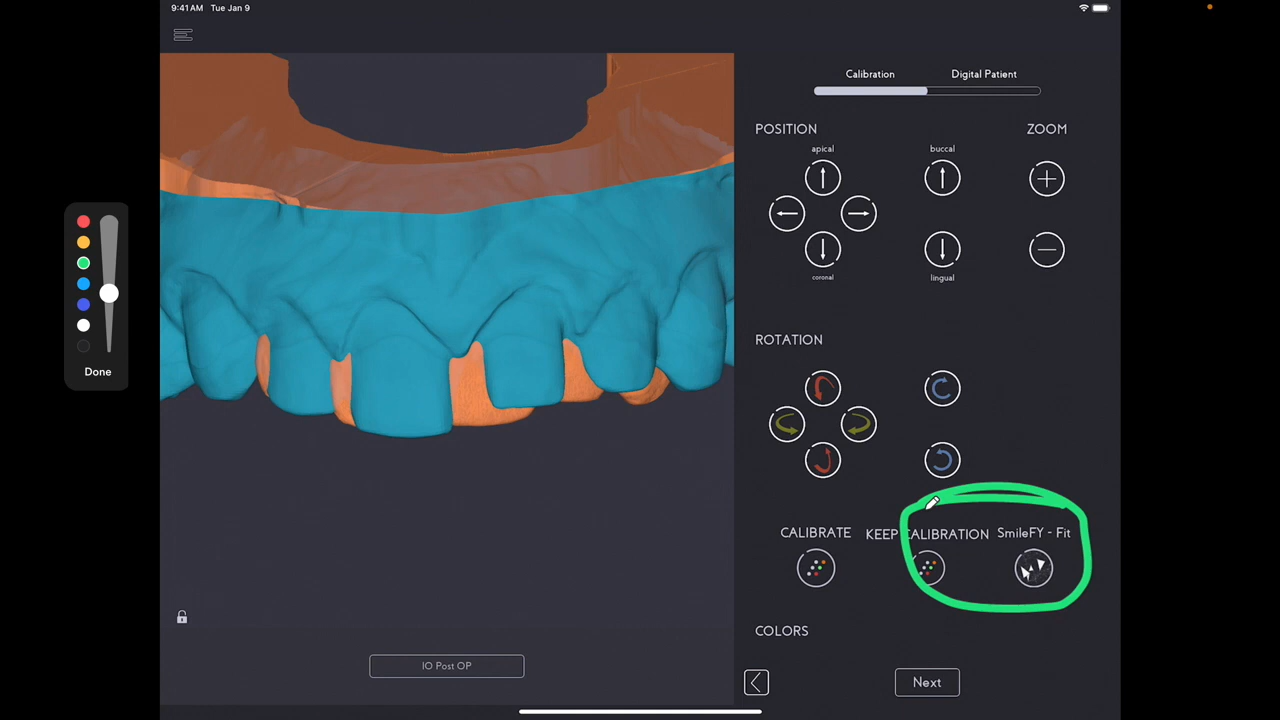 9:41 AM Tue Jan 9
Calibration Digital Patient
POSITION ZOOM
apical buccal
coronal lingual
ROTATION
CALIBRATE KEEP CALIBRATION SmileFY - Fit
COLORS
IO Post OP
Next
Done